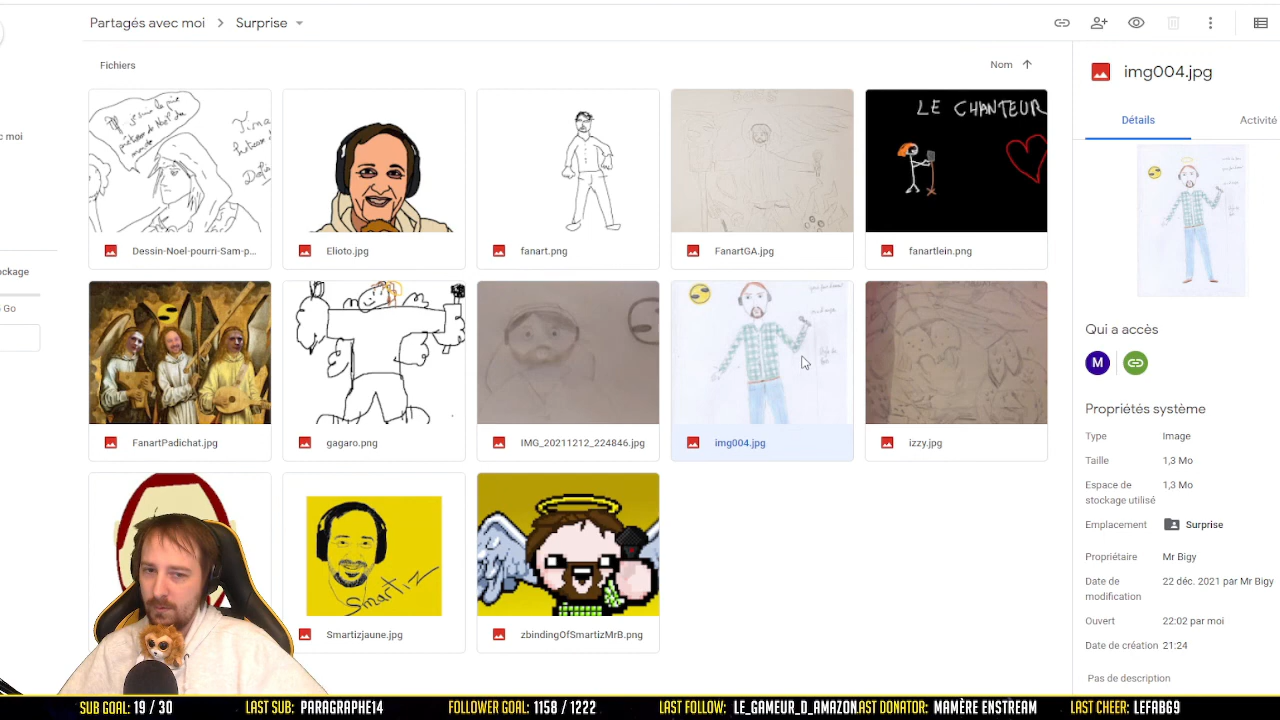 Partagés avec moi > Surprise
Fichiers
Nom
c moi
ockage
Go
LE CHANTEUR
Dessin-Noel-pourri-Sam-p...
Elioto.jpg
fanart.png
FanartGA.jpg
fanartlein.png
FanartPadichat.jpg
gagaro.png
IMG_20211212_224846.jpg
img004.jpg
izzy.jpg
Smartiz
Smartizjaune.jpg
zbindingOfSmartizMrB.png
img004.jpg
Détails
Activité
Qui a accès
M
Propriétés système
Type Image
Taille 1,3 Mo
Espace de stockage utilisé 1,3 Mo
Emplacement Surprise
Propriétaire Mr Bigy
Date de modification 22 déc. 2021 par Mr Bigy
Ouvert 22:02 par moi
Date de création 21:24
Pas de description
SUB GOAL: 19 / 30 LAST SUB: PARAGRAPHE14 FOLLOWER GOAL: 1158 / 1222 LAST FOLLOW: LE_GAMEUR_D_AMAZON AST DONATOR: MAMÈRE ENSTREAM LAST CHEER: LEFAB69